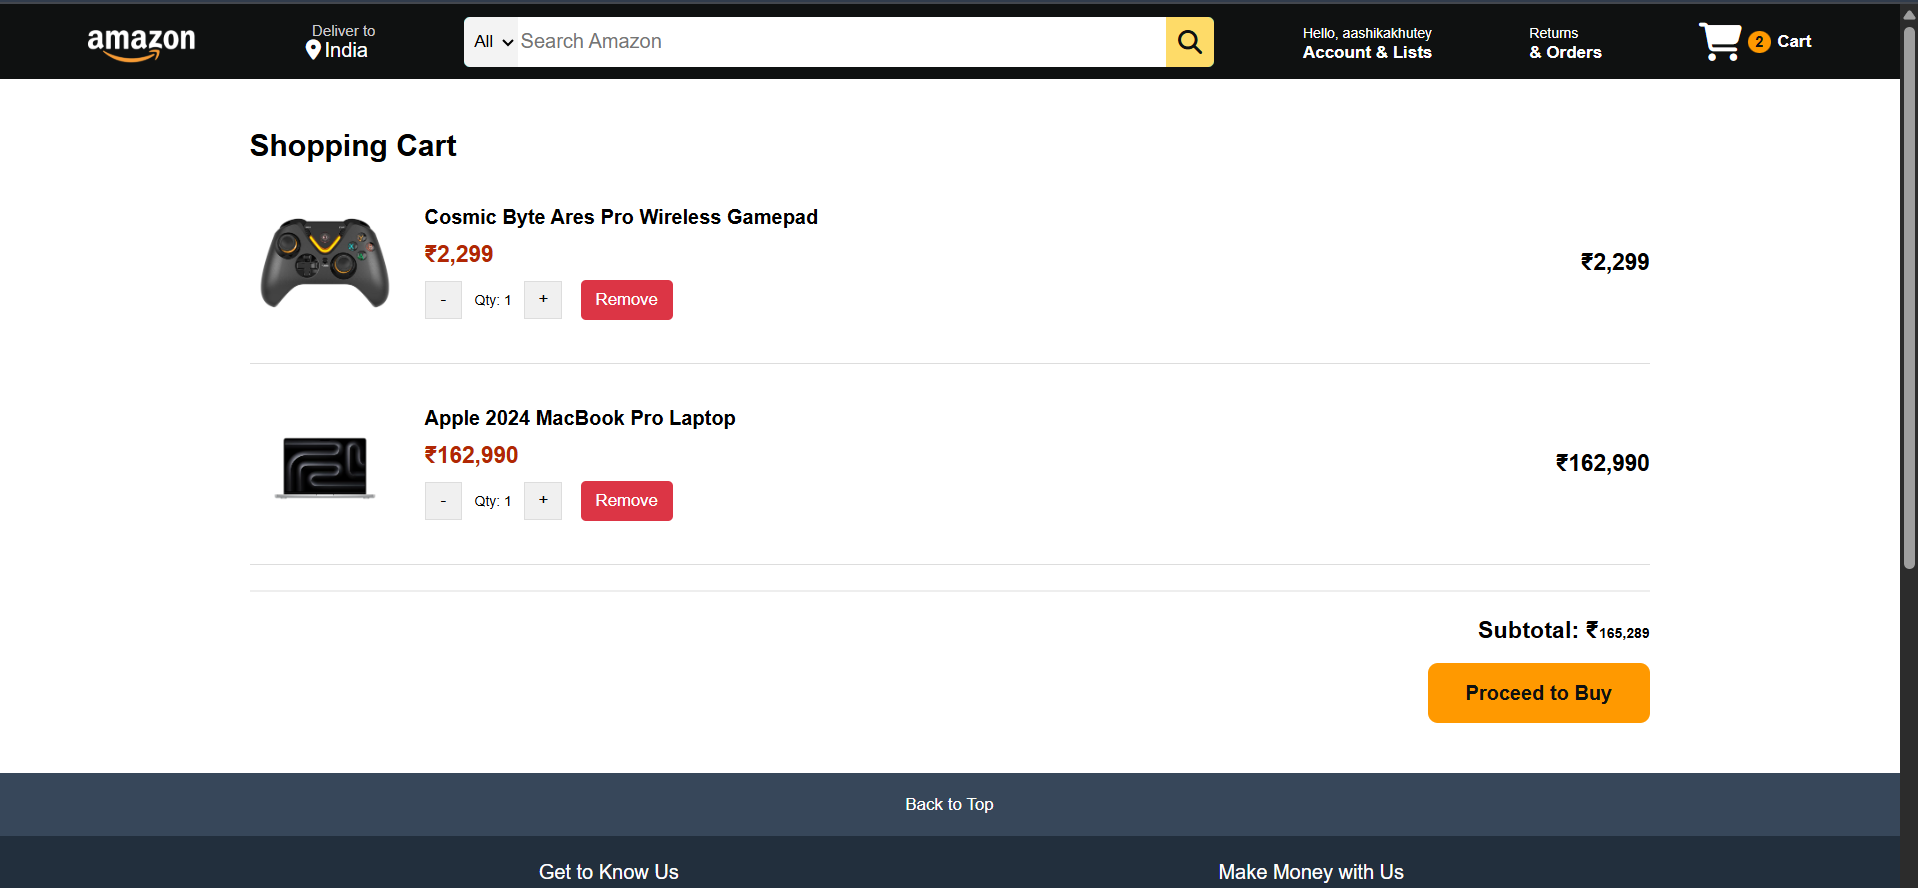 amazon
Deliver to
India
All
Search Amazon
Hello, aashikakhutey
Account & Lists
Returns
& Orders
2
Cart
Shopping Cart
Cosmic Byte Ares Pro Wireless Gamepad
₹2,299
₹2,299
- Qty: 1 + Remove
Apple 2024 MacBook Pro Laptop
₹162,990
₹162,990
- Qty: 1 + Remove
Subtotal: ₹165,289
Proceed to Buy
Back to Top
Get to Know Us
Make Money with Us